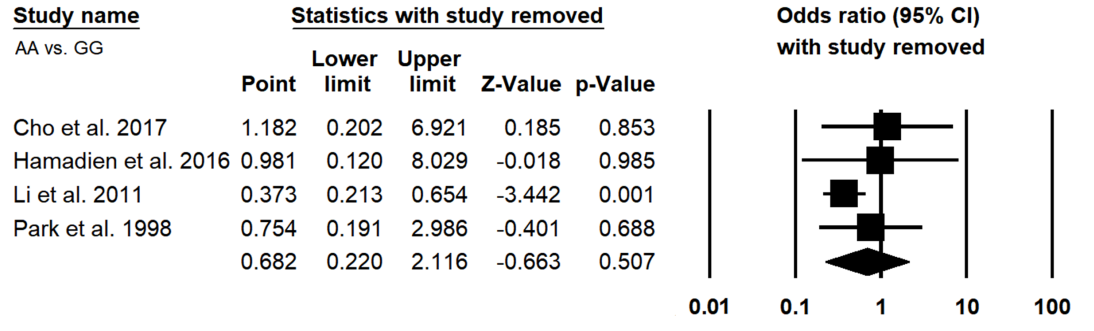 Study name Statistics with study removed Odds ratio (95% CI)
AA vs. GG with study removed
Lower Upper
Point limit limit Z-Value p-Value
Cho et al. 2017 1.182 0.202 6.921 0.185 0.853
Hamadien et al. 2016 0.981 0.120 8.029 -0.018 0.985
Li et al. 2011 0.373 0.213 0.654 -3.442 0.001
Park et al. 1998 0.754 0.191 2.986 -0.401 0.688
0.682 0.220 2.116 -0.663 0.507
0.01 0.1 1 10 100